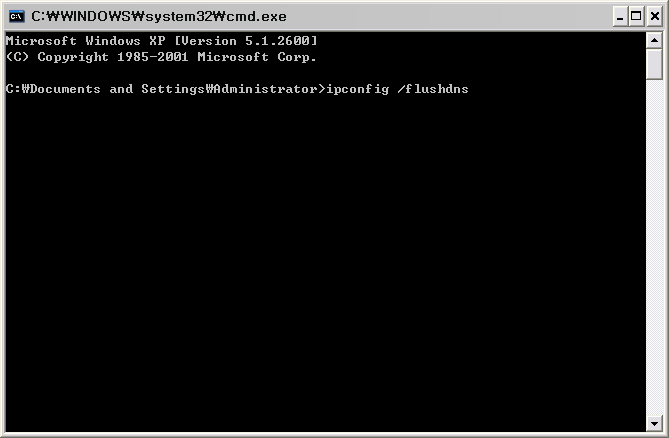 C:₩WINDOWS₩system32₩cmd.exe
Microsoft Windows XP [Version 5.1.2600]
(C) Copyright 1985-2001 Microsoft Corp.
C:₩Documents and Settings₩Administrator>ipconfig /flushdns